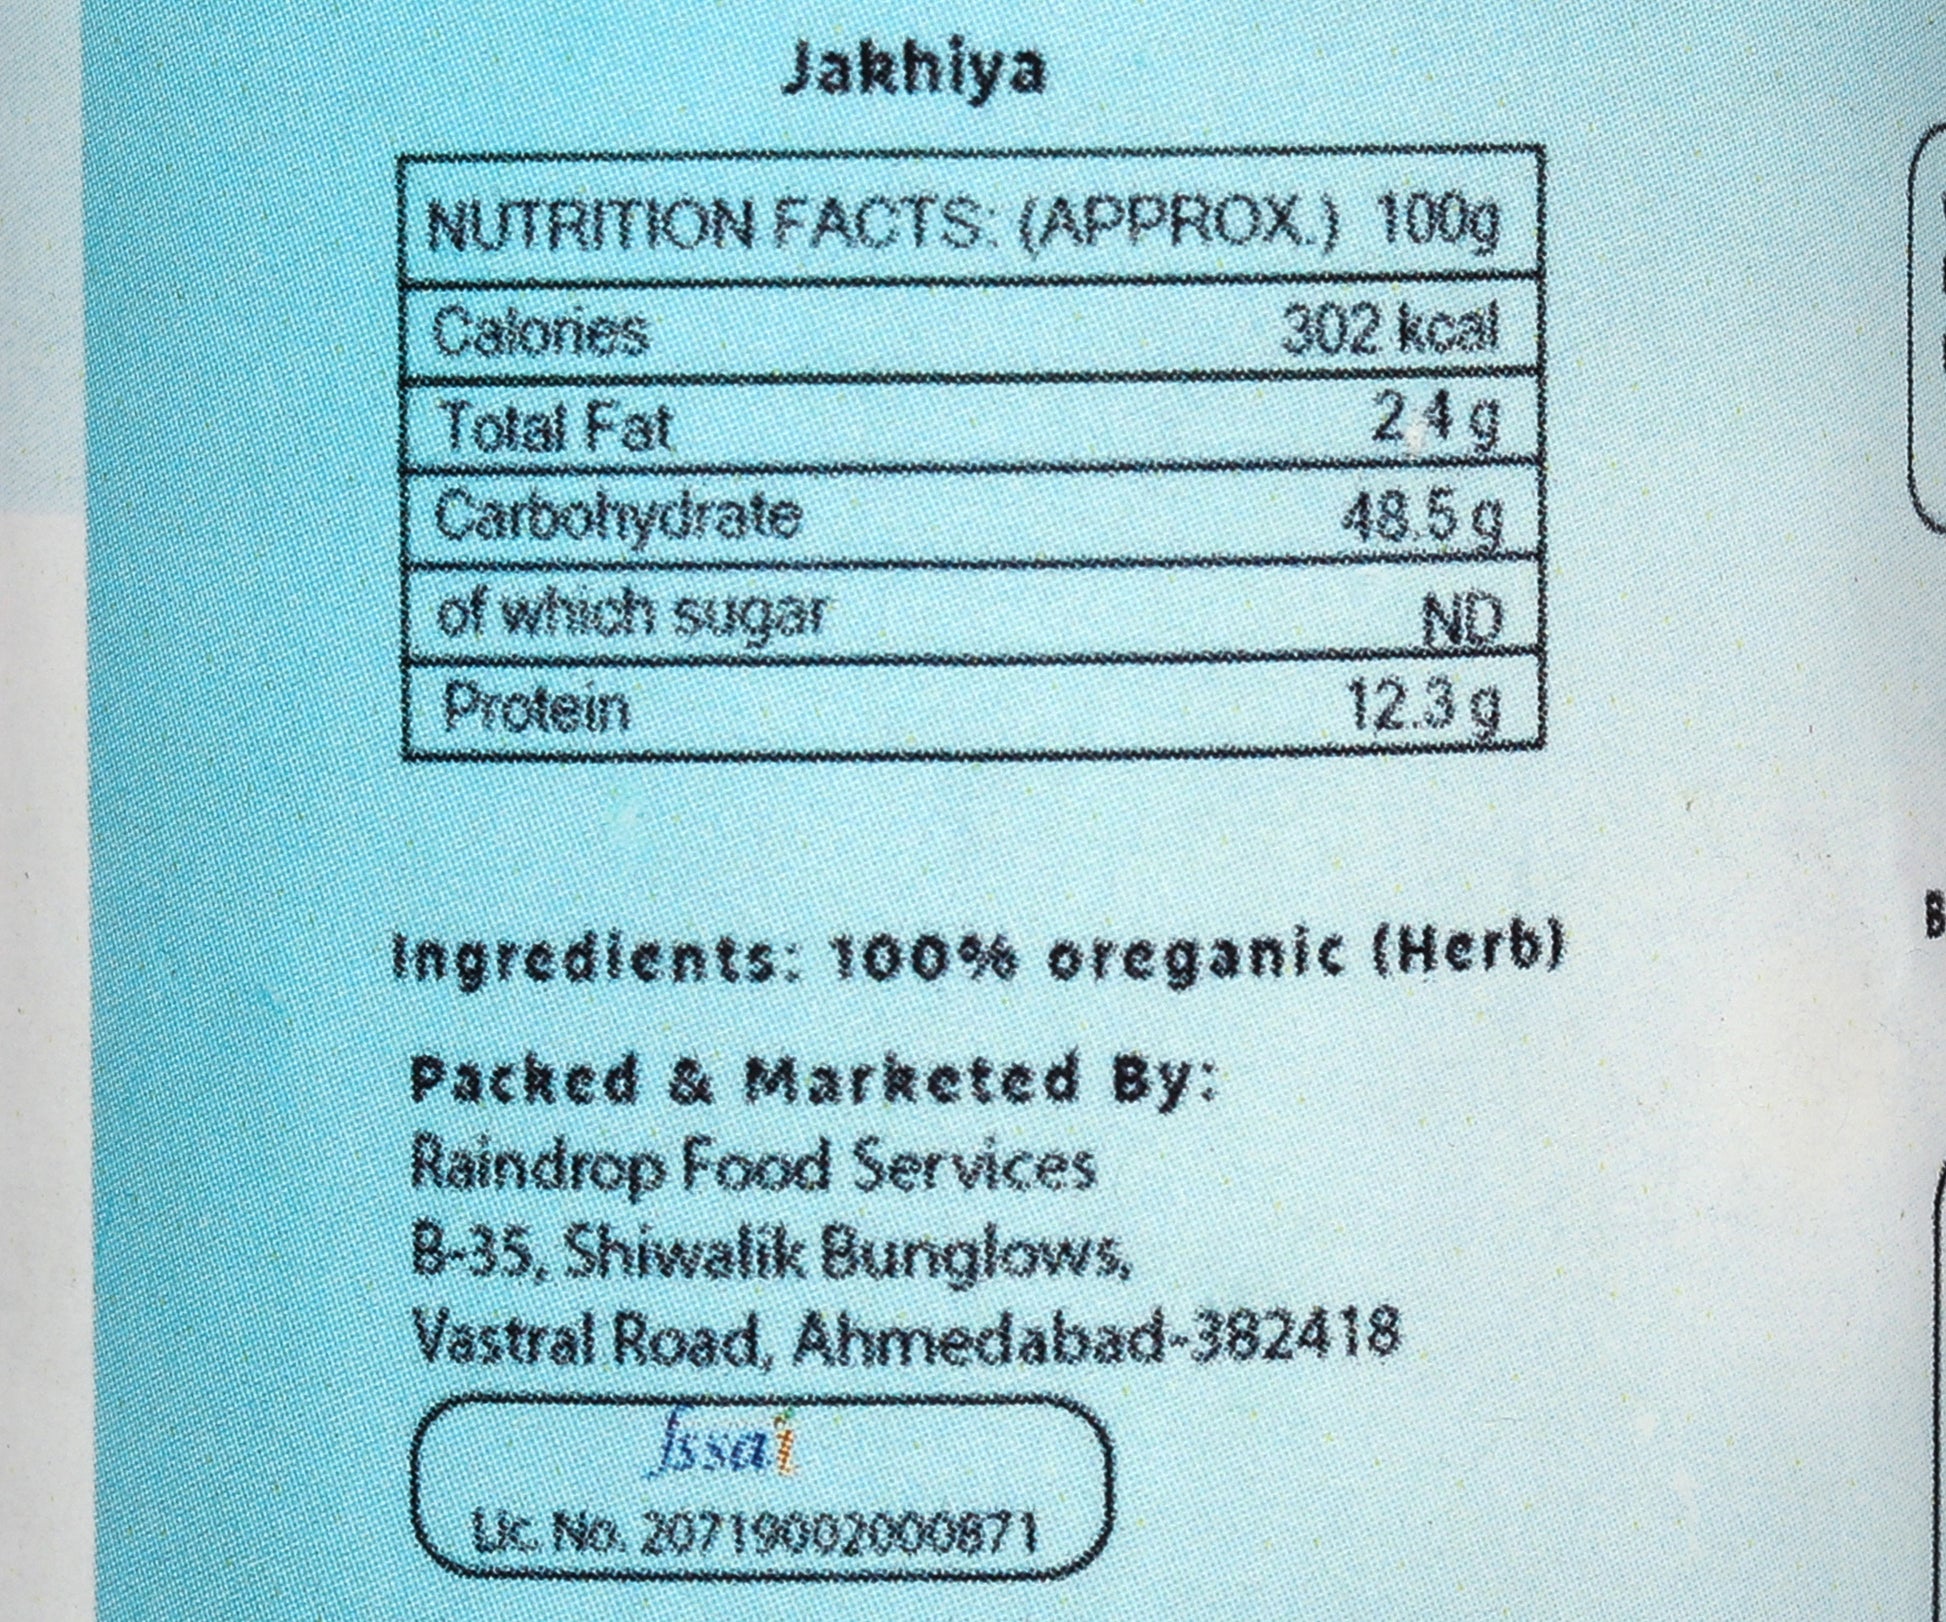 Jakhiya
NUTRITION FACTS: (APPROX.) 100g
Calories 302 kcal
Total Fat 2.4 g
Carbohydrate 48.5 g
of which sugar ND
Protein 12.3 g
Ingredients: 100% oreganic (Herb)
Packed & Marketed By:
Raindrop Food Services
B-35, Shiwalik Bunglows,
Vastral Road, Ahmedabad-382418
fssai
Lic. No. 20719002000871